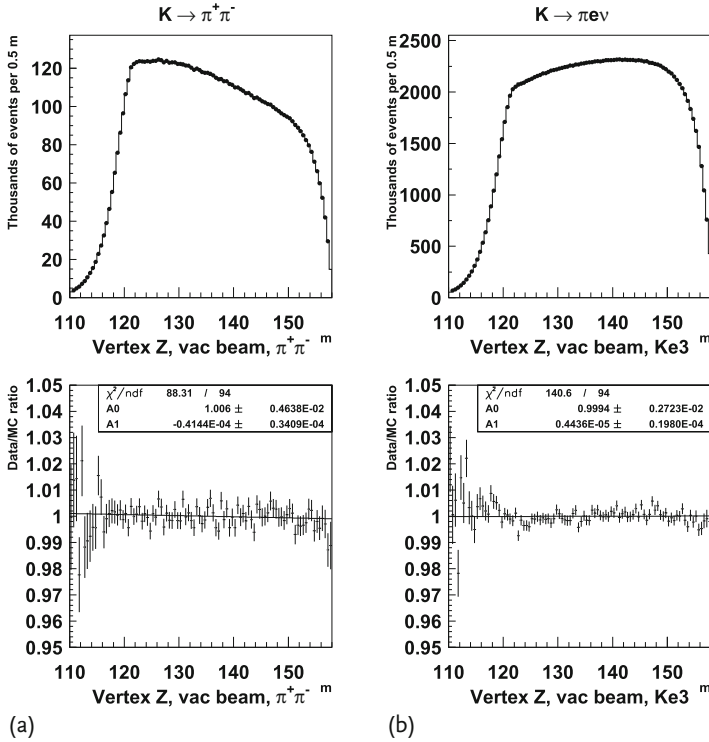 K → π⁺π⁻
Thousands of events per 0.5 m
120
100
80
60
40
20
0
110 120 130 140 150
m
Vertex Z, vac beam, π⁺π⁻
K → πeν
Thousands of events per 0.5 m
2500
2250
2000
1750
1500
1250
1000
750
500
250
0
110 120 130 140 150
m
Vertex Z, vac beam, Ke3
Data/MC ratio
1.05
1.04
1.03
1.02
1.01
1
0.99
0.98
0.97
0.96
0.95
χ²/ndf 88.31 / 94
A0 1.006 ± 0.4638E-02
A1 -0.4144E-04 ± 0.3409E-04
110 120 130 140 150
m
Vertex Z, vac beam, π⁺π⁻
(a)
Data/MC ratio
1.05
1.04
1.03
1.02
1.01
1
0.99
0.98
0.97
0.96
0.95
χ²/ndf 140.6 / 94
A0 0.9994 ± 0.2723E-02
A1 0.4436E-05 ± 0.1980E-04
110 120 130 140 150
m
Vertex Z, vac beam, Ke3
(b)